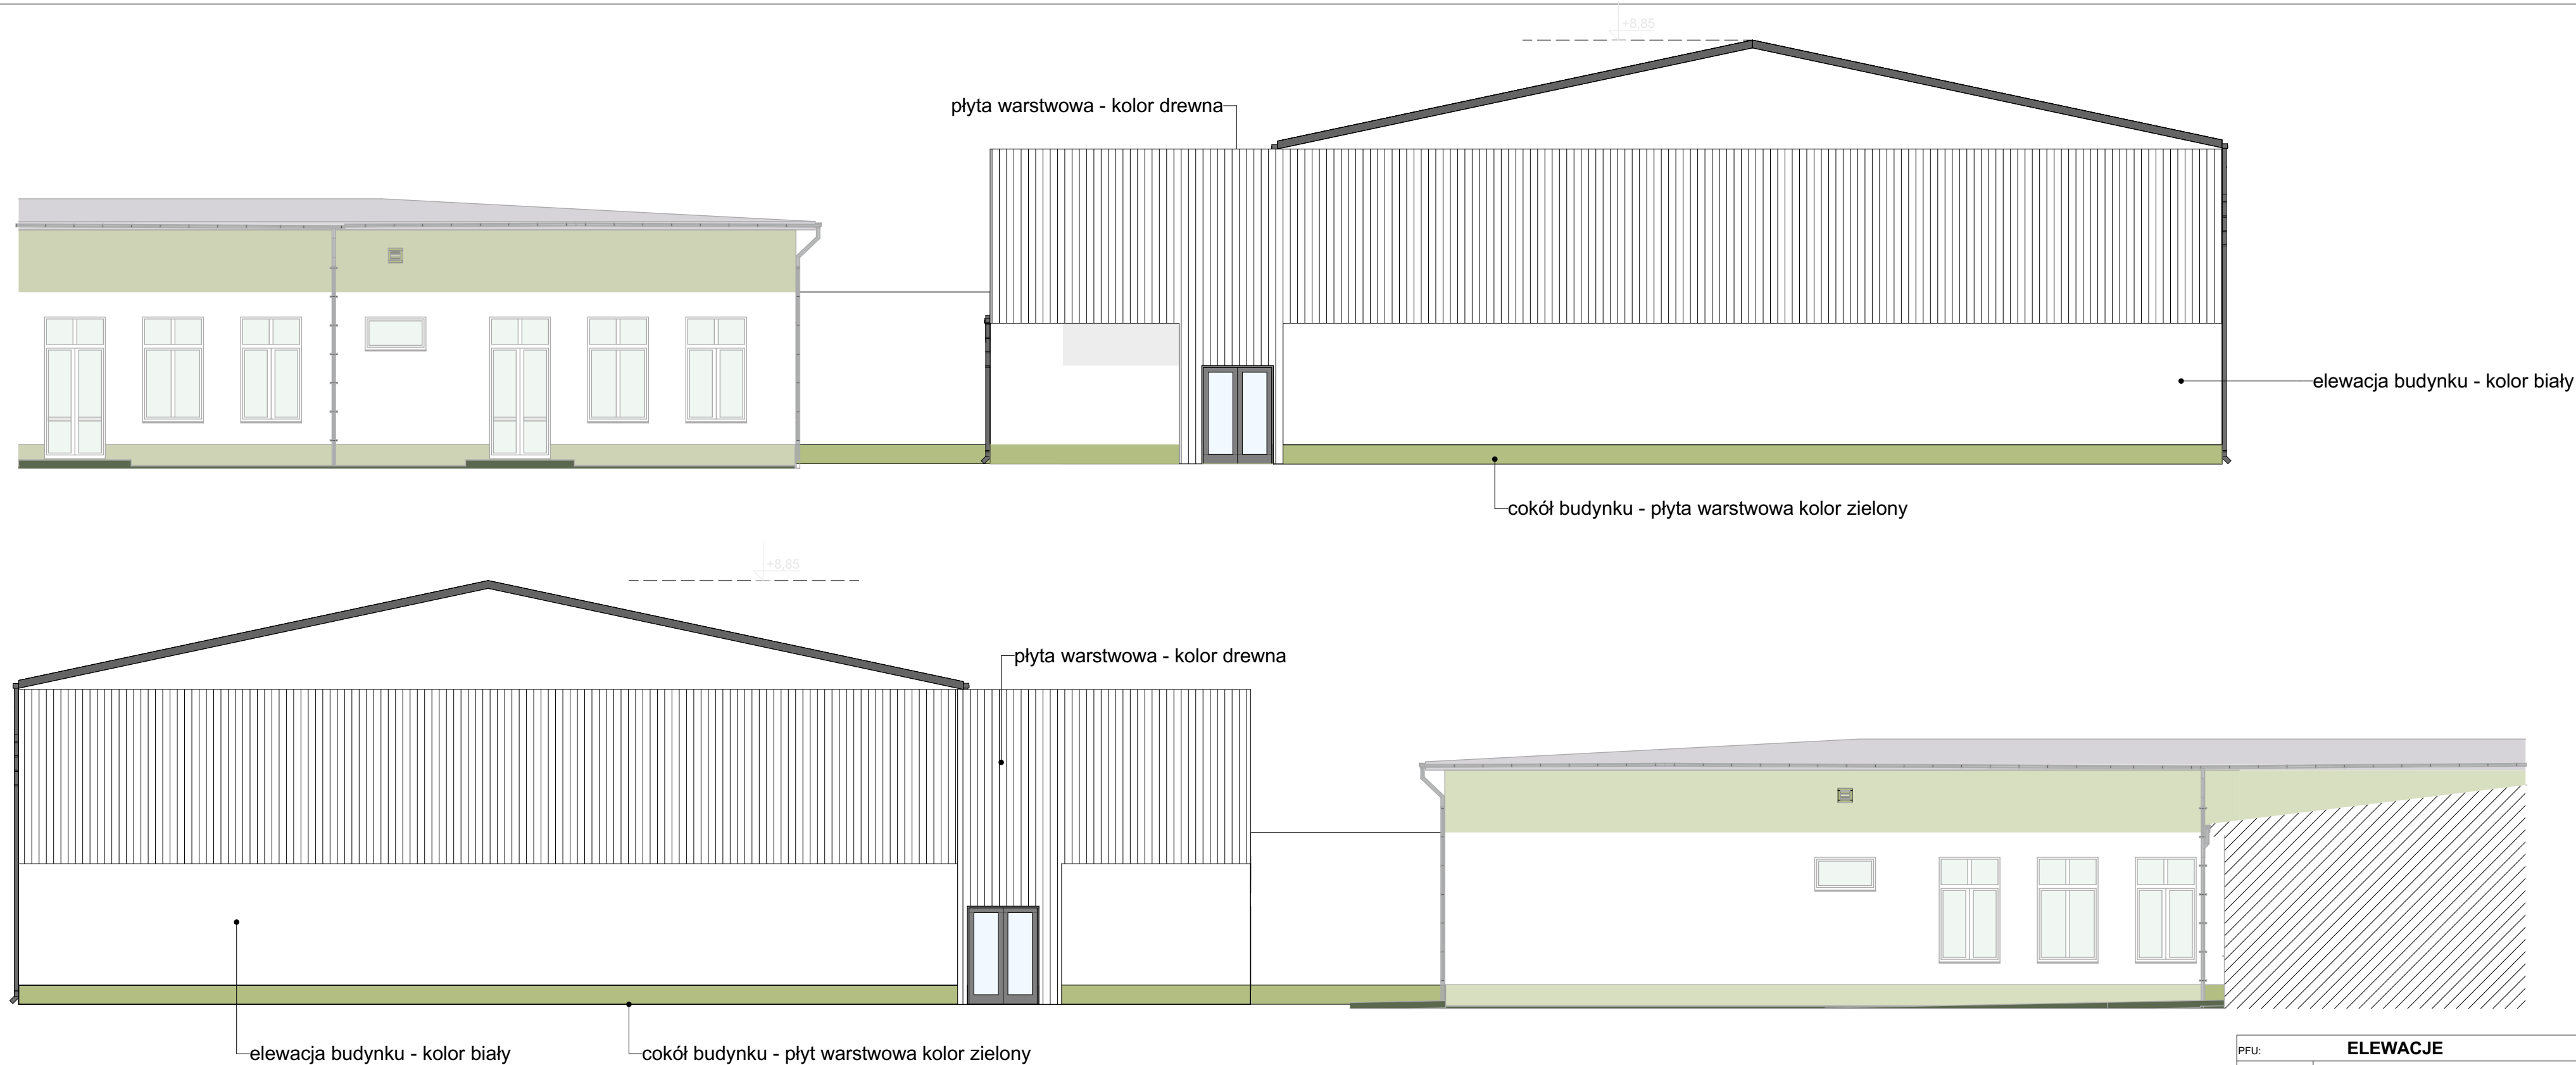 +8,85
płyta warstwowa - kolor drewna
elewacja budynku - kolor biały
cokół budynku - płyta warstwowa kolor zielony
+8,85
płyta warstwowa - kolor drewna
elewacja budynku - kolor biały
cokół budynku - płyt warstwowa kolor zielony
PFU: ELEWACJE